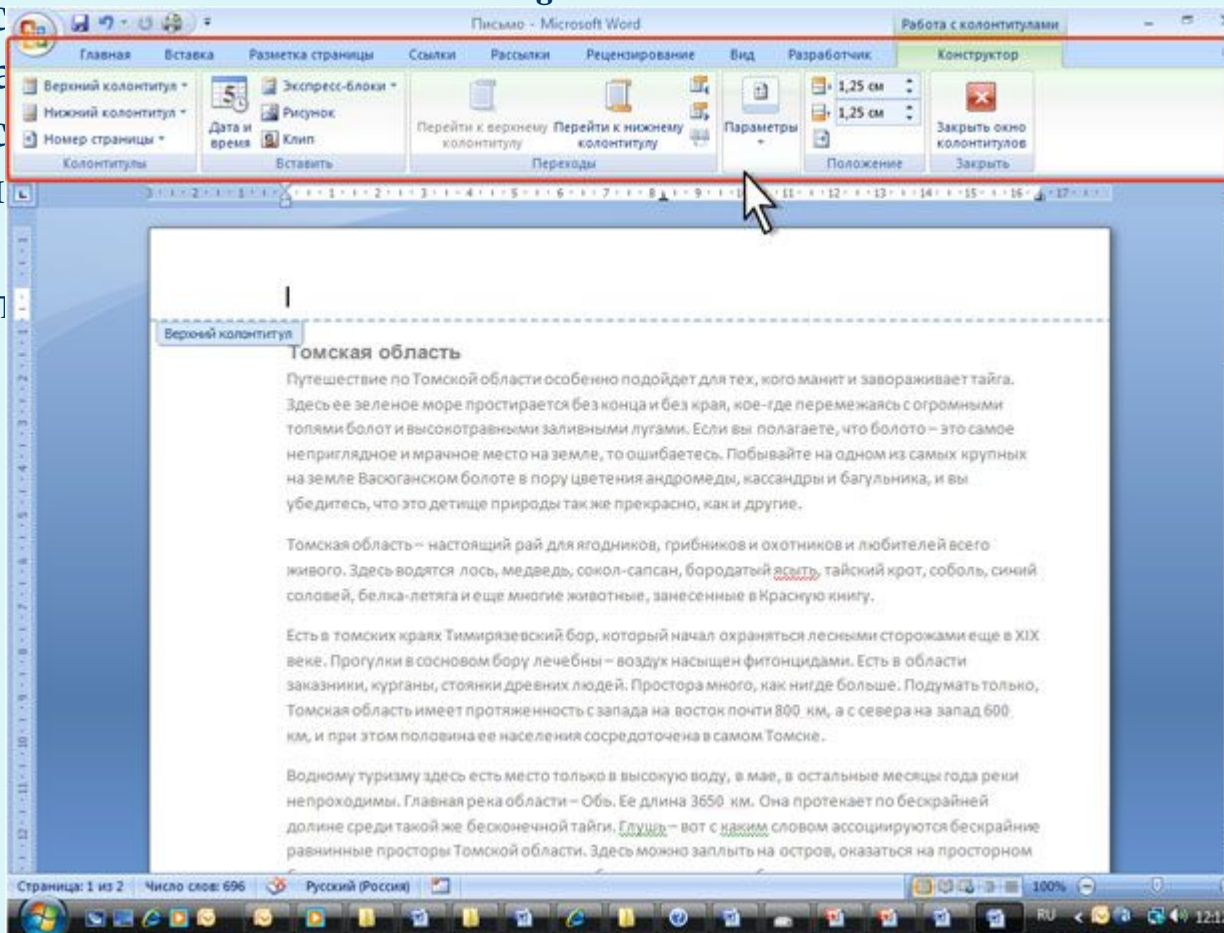 Письмо - Microsoft Word
Работа с колонтитулами
Главная Вставка Разметка страницы Ссылки Рассылки Рецензирование Вид Разработчик Конструктор
Верхний колонтитул
Нижний колонтитул
Номер страницы
Колонтитулы
5
Дата и время
Экспресс-блоки
Рисунок
Клип
Вставить
Перейти к верхнему колонтитулу
Перейти к нижнему колонтитулу
Переходы
Параметры
1,25 см
1,25 см
Положение
Закрыть окно колонтитулов
Закрыть
Верхний колонтитул
Томская область
Путешествие по Томской области особенно подойдет для тех, кого манит и завораживает тайга.
Здесь ее зеленое море простирается без конца и без края, кое-где перемежаясь с огромными
топями болот и высокотравными заливными лугами. Если вы полагаете, что болото – это самое
неприглядное и мрачное место на земле, то ошибаетесь. Побывайте на одном из самых крупных
на земле Васюганском болоте в пору цветения андромеды, кассандры и багульника, и вы
убедитесь, что это детище природы так же прекрасно, как и другие.
Томская область – настоящий рай для ягодников, грибников и охотников и любителей всего
живого. Здесь водятся лось, медведь, сокол-сапсан, бородатый ясыть, тайский крот, соболь, синий
соловей, белка-летяга и еще многие животные, занесенные в Красную книгу.
Есть в томских краях Тимирязевский бор, который начал охраняться лесными сторожами еще в XIX
веке. Прогулки в сосновом бору лечебны – воздух насыщен фитонцидами. Есть в области
заказники, курганы, стоянки древних людей. Простора много, как нигде больше. Подумать только,
Томская область имеет протяженность с запада на восток почти 800 км, а с севера на запад 600
км, и при этом половина ее населения сосредоточена в самом Томске.
Водному туризму здесь есть место только в высокую воду, в мае, в остальные месяцы года реки
непроходимы. Главная река области – Обь. Ее длина 3650 км. Она протекает по бескрайней
долине среди такой же бесконечной тайги. Глушь – вот с каким словом ассоциируются бескрайние
равнинные просторы Томской области. Здесь можно заплыть на остров, оказаться на просторном
Страница: 1 из 2 Число слов: 696 Русский (Россия) 100%
RU 12:12